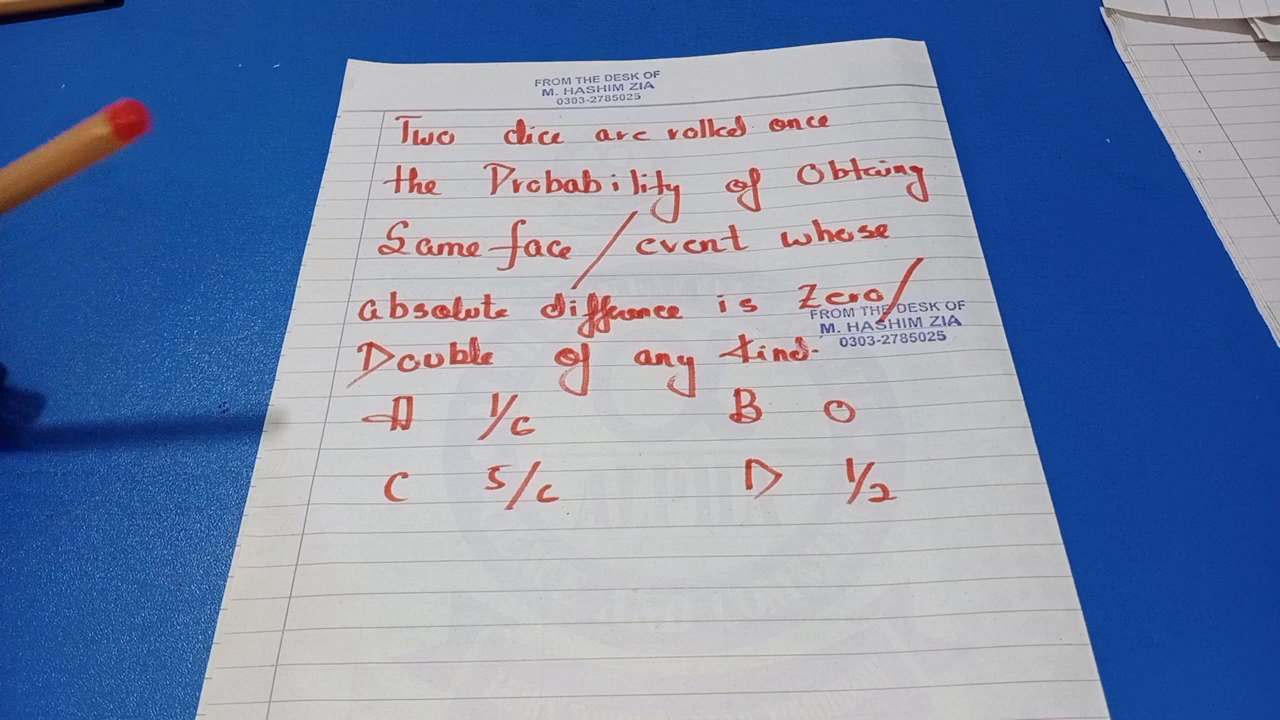 FROM THE DESK OF
M. HASHIM ZIA
0303-2785025
Two dice are rolled once
the Probability of Obtaing
Same face / event whose
absolute difference is Zero/
FROM THE DESK OF
M. HASHIM ZIA
0303-2785025
Double of any kind.
A 1/6 B 0
C 5/6 D 1/2